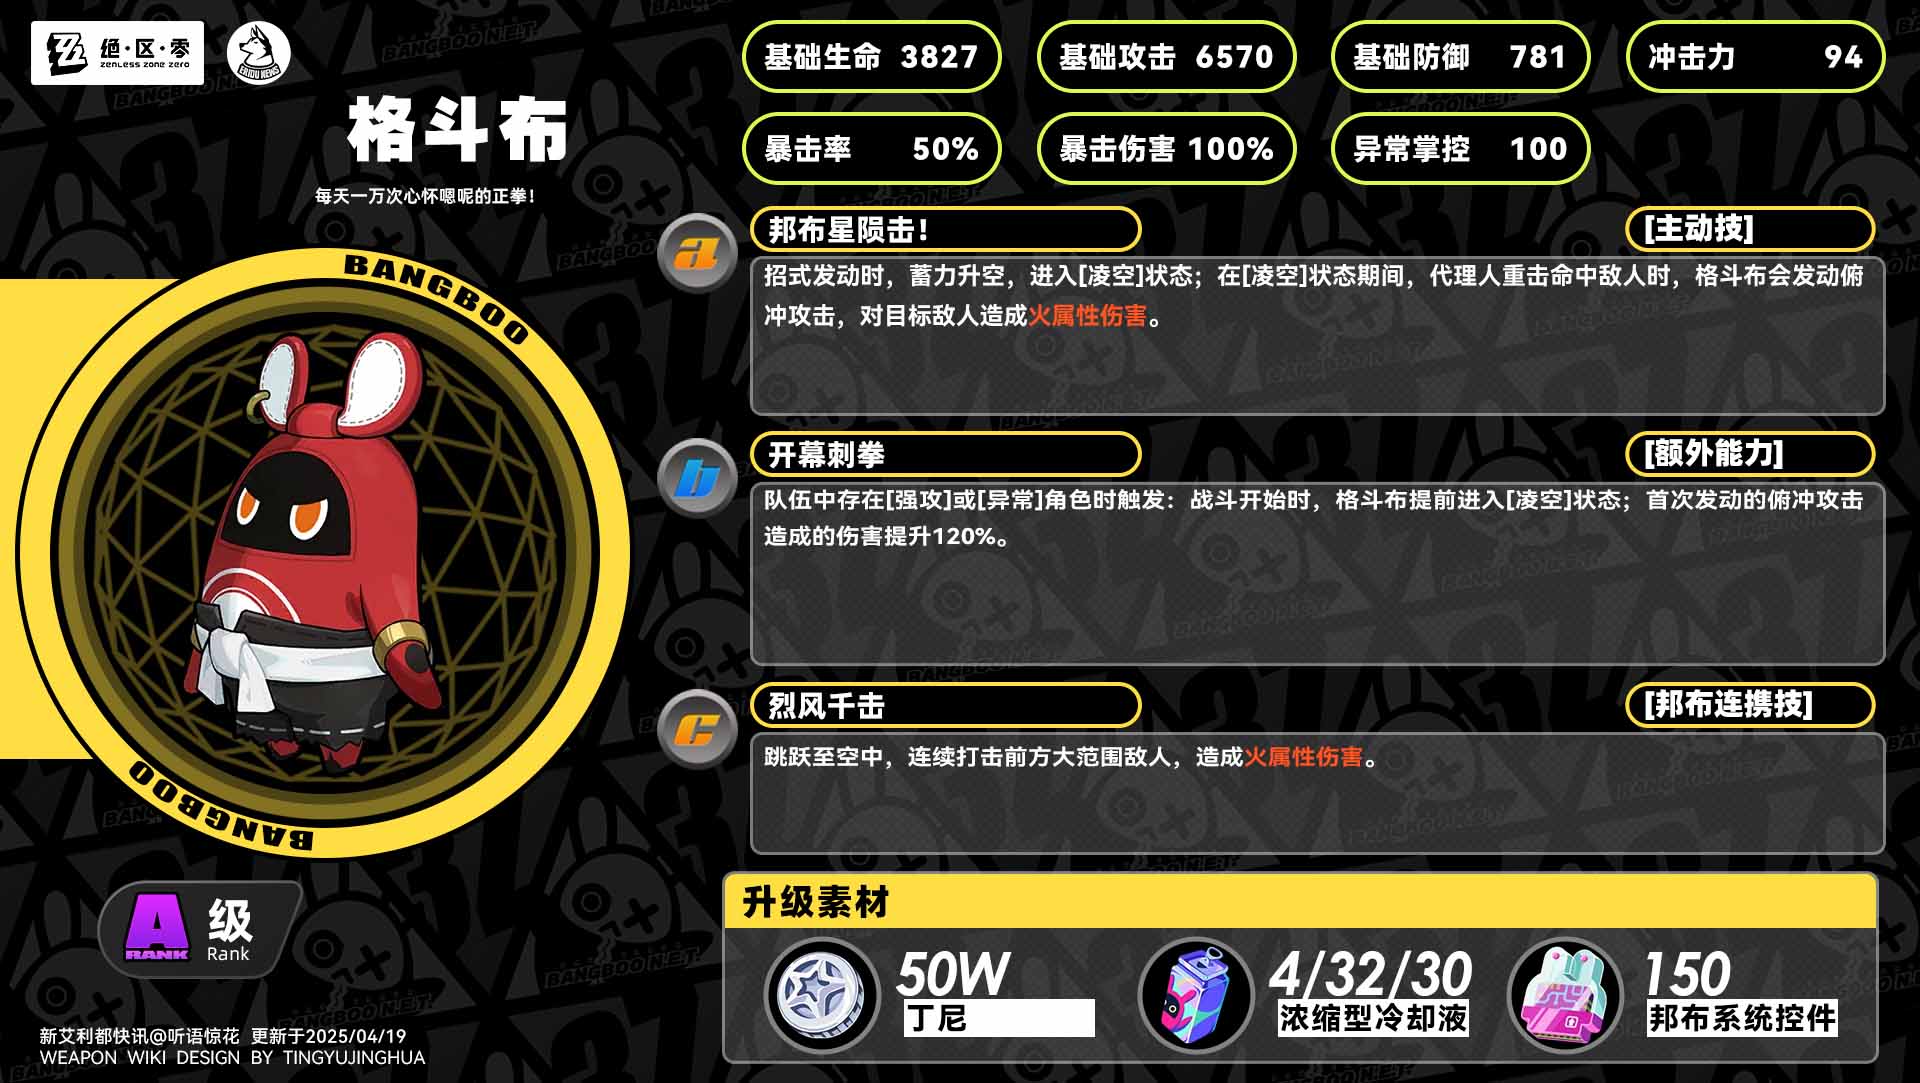 绝·区·零
ZENLESS ZONE ZERO
ERIDU NEWS
格斗布
每天一万次心怀嗯呢的正拳！
基础生命 3827
基础攻击 6570
基础防御 781
冲击力 94
暴击率 50%
暴击伤害 100%
异常掌控 100
BANGBOO
BANGBOO
a
邦布星陨击！
[主动技]
招式发动时，蓄力升空，进入[凌空]状态；在[凌空]状态期间，代理人重击命中敌人时，格斗布会发动俯
冲攻击，对目标敌人造成火属性伤害。
b
开幕刺拳
[额外能力]
队伍中存在[强攻]或[异常]角色时触发：战斗开始时，格斗布提前进入[凌空]状态；首次发动的俯冲攻击
造成的伤害提升120%。
c
烈风千击
[邦布连携技]
跳跃至空中，连续打击前方大范围敌人，造成火属性伤害。
A
RANK
级
Rank
升级素材
50W
丁尼
4/32/30
浓缩型冷却液
150
邦布系统控件
新艾利都快讯@听语惊花 更新于2025/04/19
WEAPON WIKI DESIGN BY TINGYUJINGHUA